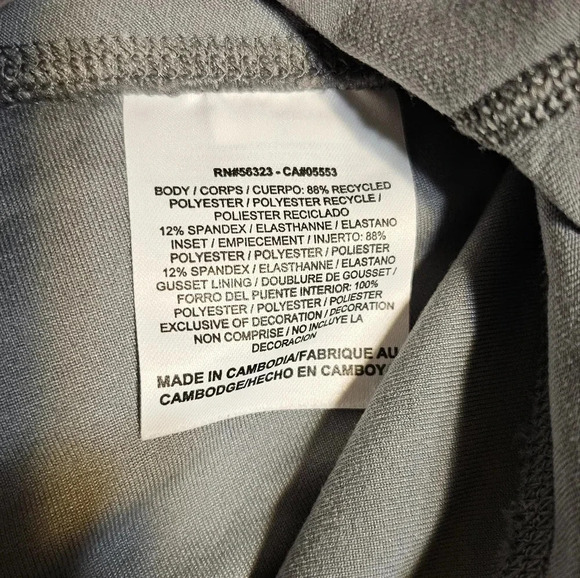 RN#56323 - CA#05553
BODY / CORPS / CUERPO: 88% RECYCLED
POLYESTER / POLYESTER RECYCLE /
POLIESTER RECICLADO
12% SPANDEX / ELASTHANNE / ELASTANO
INSET / EMPIECEMENT / INJERTO: 88%
POLYESTER / POLYESTER / POLIESTER
12% SPANDEX / ELASTHANNE / ELASTANO
GUSSET LINING / DOUBLURE DE GOUSSET /
FORRO DEL PUENTE INTERIOR: 100%
POLYESTER / POLYESTER / POLIESTER
EXCLUSIVE OF DECORATION / DECORATION
NON COMPRISE / NO INCLUYE LA
DECORACION
MADE IN CAMBODIA/FABRIQUE AU
CAMBODGE/HECHO EN CAMBOY